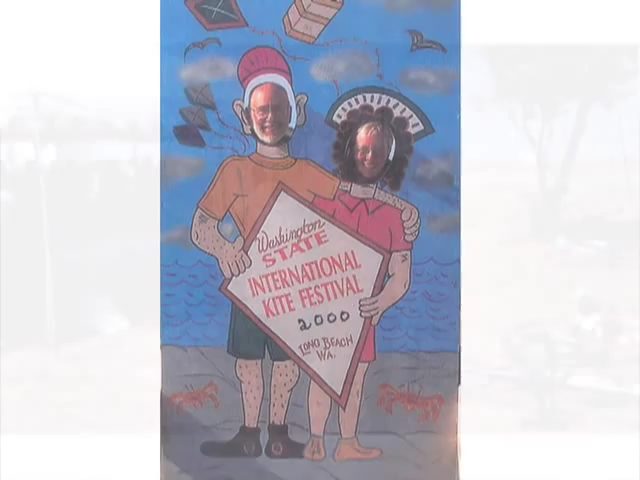 Washington
STATE
INTERNATIONAL
KITE FESTIVAL
2000
LONG BEACH
WA.